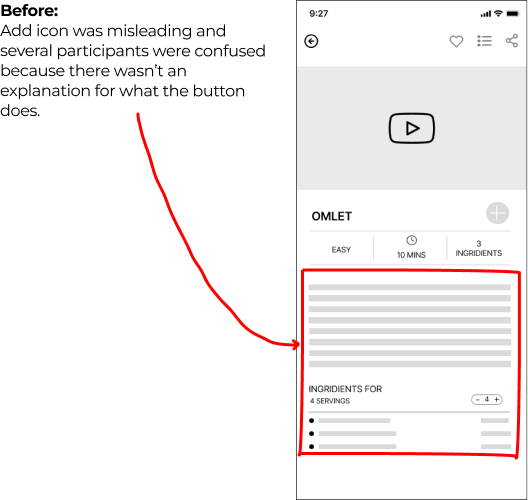 Before:
Add icon was misleading and
several participants were confused
because there wasn't an
explanation for what the button
does.
9:27
OMLET
EASY
10 MINS
3
INGRIDIENTS
INGRIDIENTS FOR
4 SERVINGS
- 4 +